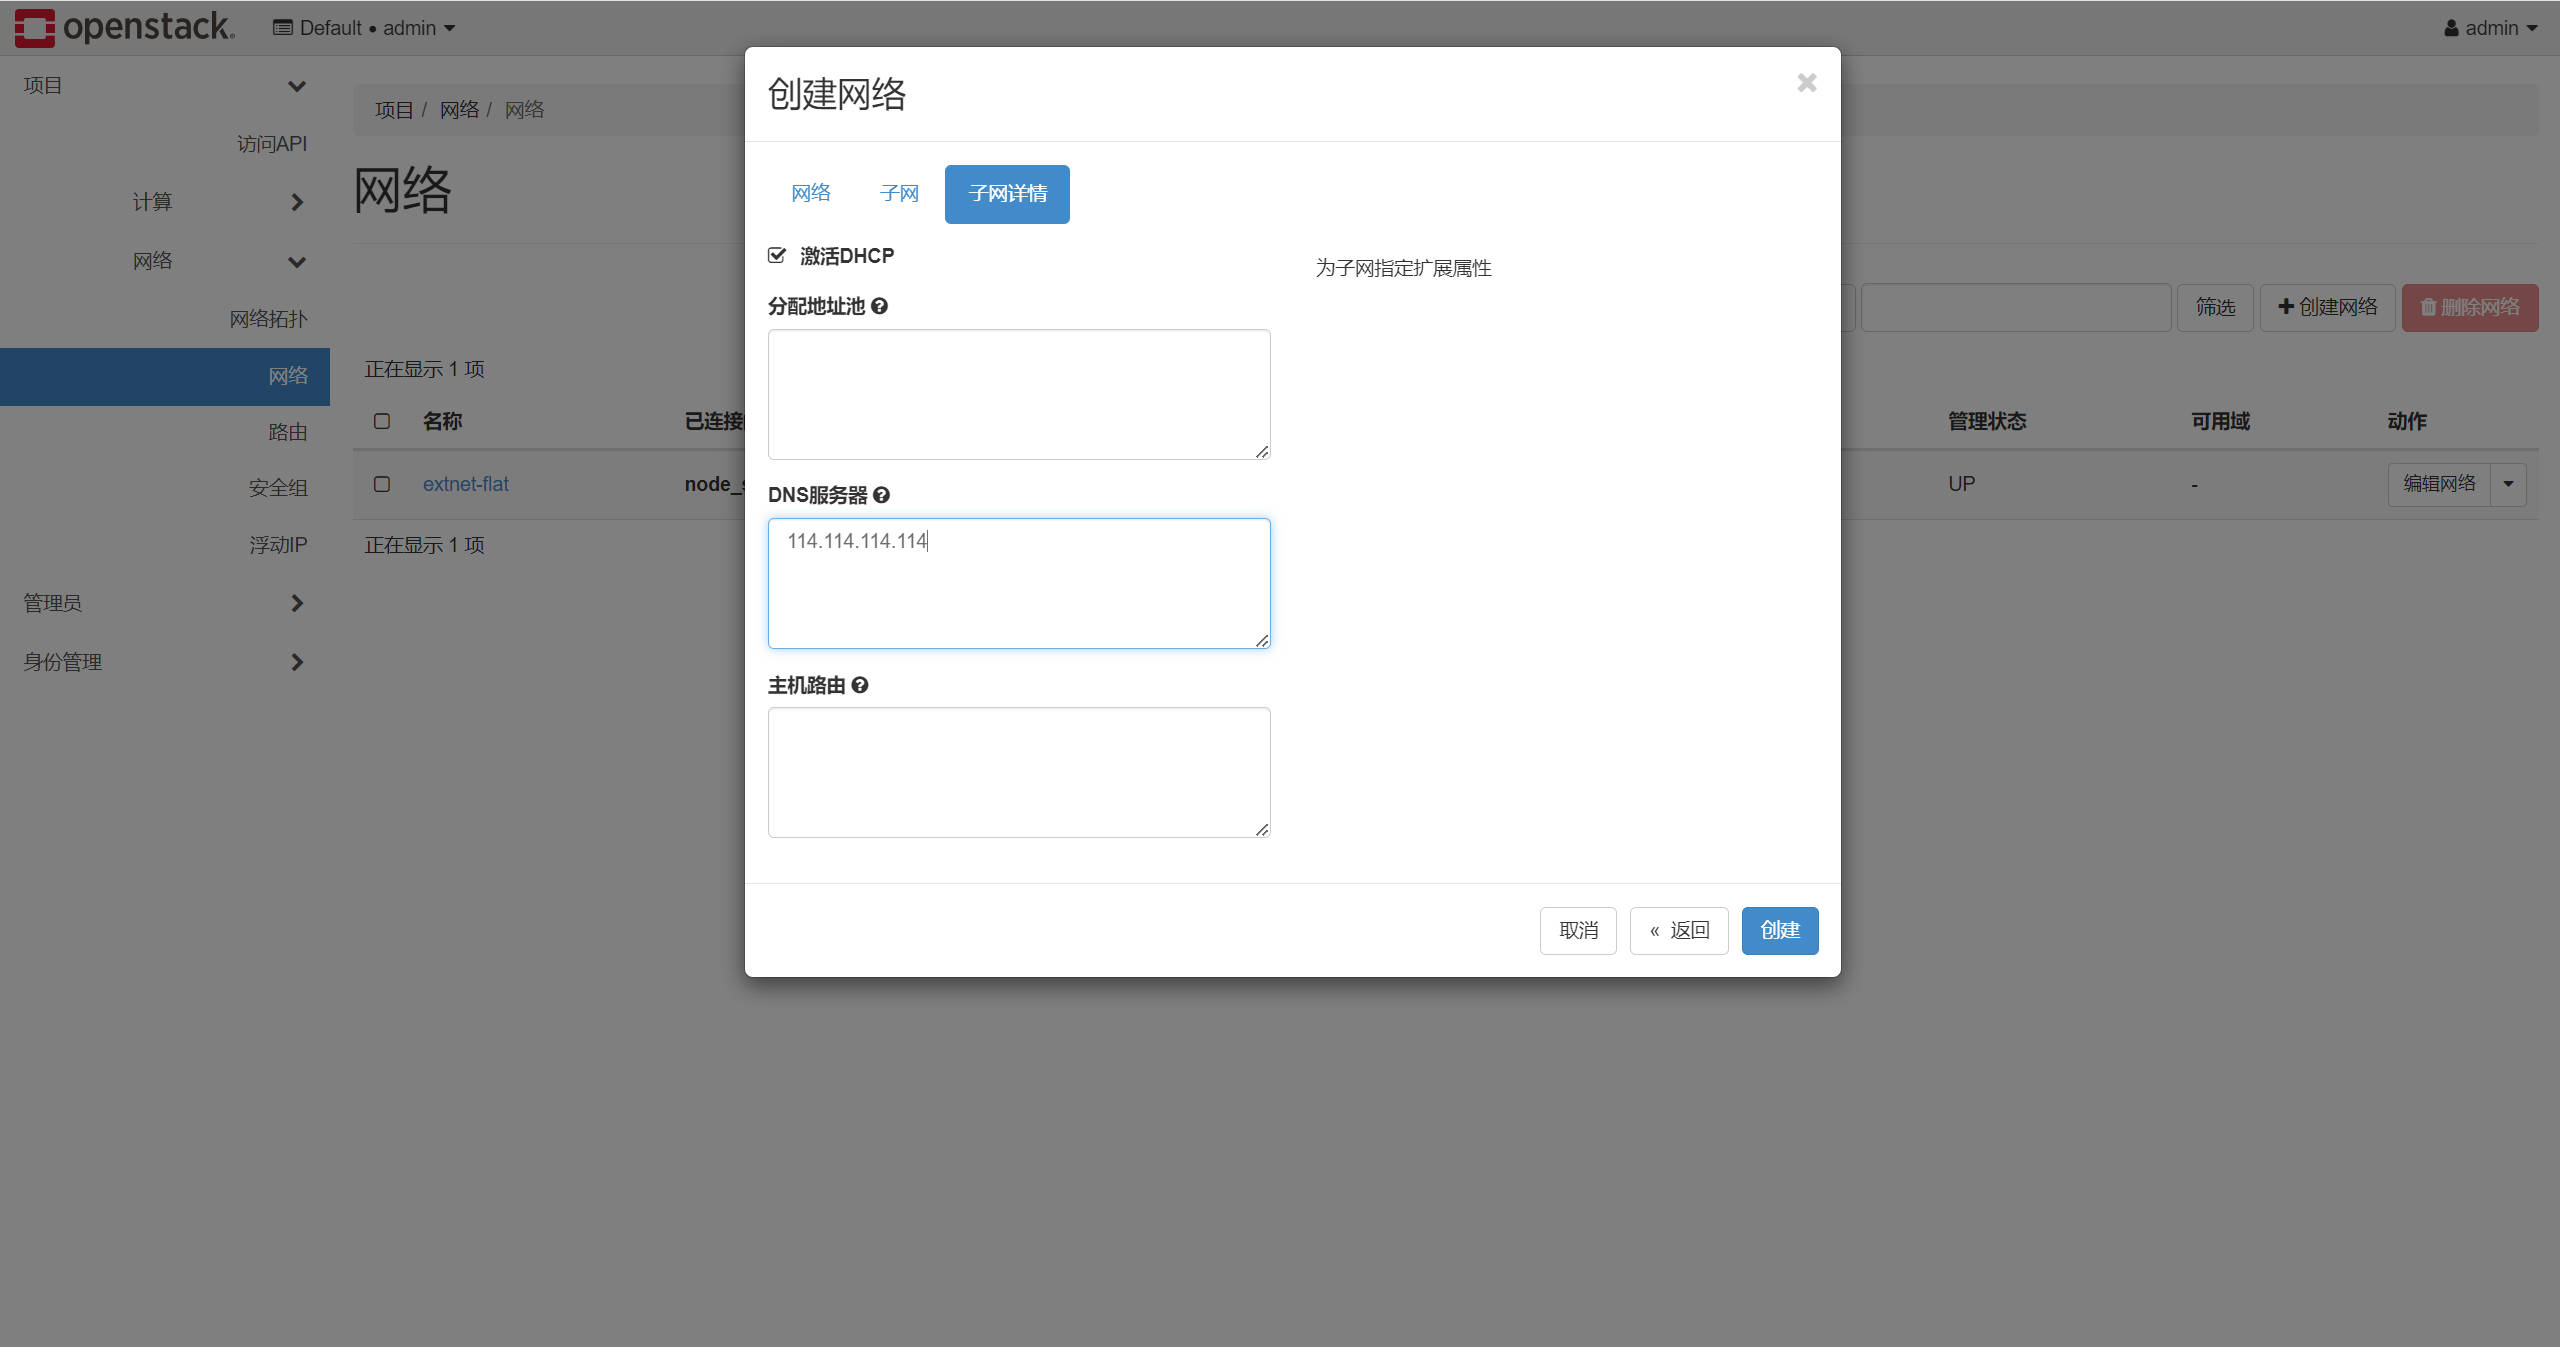 openstack.
Default • admin
admin
项目
访问API
计算
网络
网络拓扑
网络
路由
安全组
浮动IP
管理员
身份管理
项目 / 网络 / 网络
网络
筛选
创建网络
删除网络
正在显示 1 项
名称
已连接
管理状态
可用域
动作
extnet-flat
node_s
UP
-
编辑网络
正在显示 1 项
创建网络
网络
子网
子网详情
激活DHCP
为子网指定扩展属性
分配地址池
DNS服务器
114.114.114.114
主机路由
取消
« 返回
创建